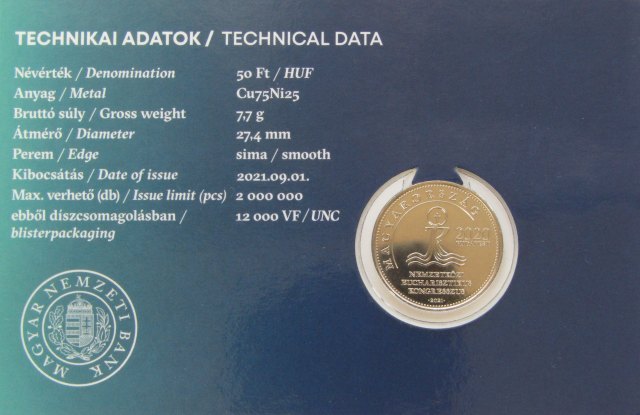 TECHNIKAI ADATOK / TECHNICAL DATA
Névérték / Denomination 50 Ft / HUF
Anyag / Metal Cu75Ni25
Bruttó súly / Gross weight 7,7 g
Átmérő / Diameter 27,4 mm
Perem / Edge sima / smooth
Kibocsátás / Date of issue 2021.09.01.
Max. verhető (db) / Issue limit (pcs) 2 000 000
ebből díszcsomagolásban / 12 000 VF / UNC
blisterpackaging
MAGYAR NEMZETI BANK
MAGYARORSZÁG
2020
BUDAPEST
NEMZETKÖZI
EUCHARISZTIKUS
KONGRESSZUS
·2021·